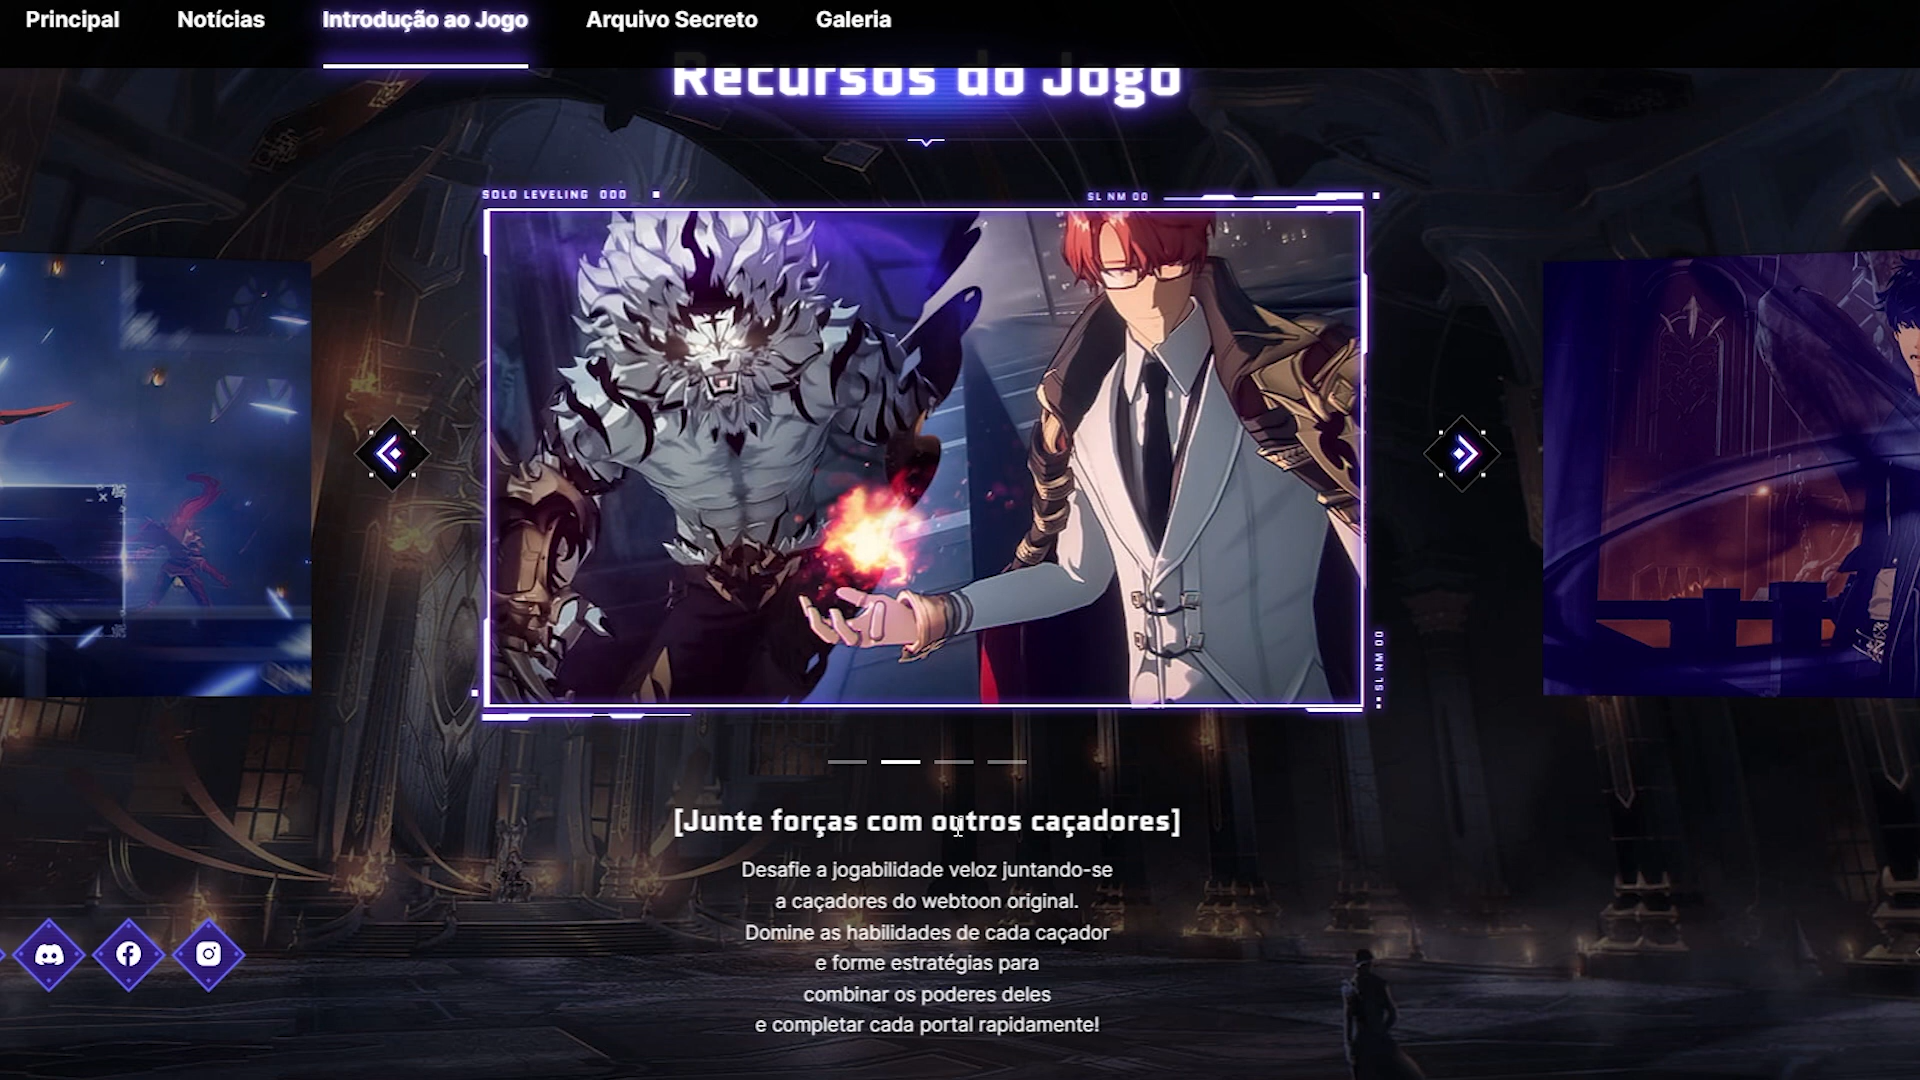 Principal
Notícias
Introdução ao Jogo
Arquivo Secreto
Galeria
Recursos do Jogo
SOLO LEVELING 000
SL NM 00
SL NM 00
[Junte forças com outros caçadores]
Desafie a jogabilidade veloz juntando-se
a caçadores do webtoon original.
Domine as habilidades de cada caçador
e forme estratégias para
combinar os poderes deles
e completar cada portal rapidamente!